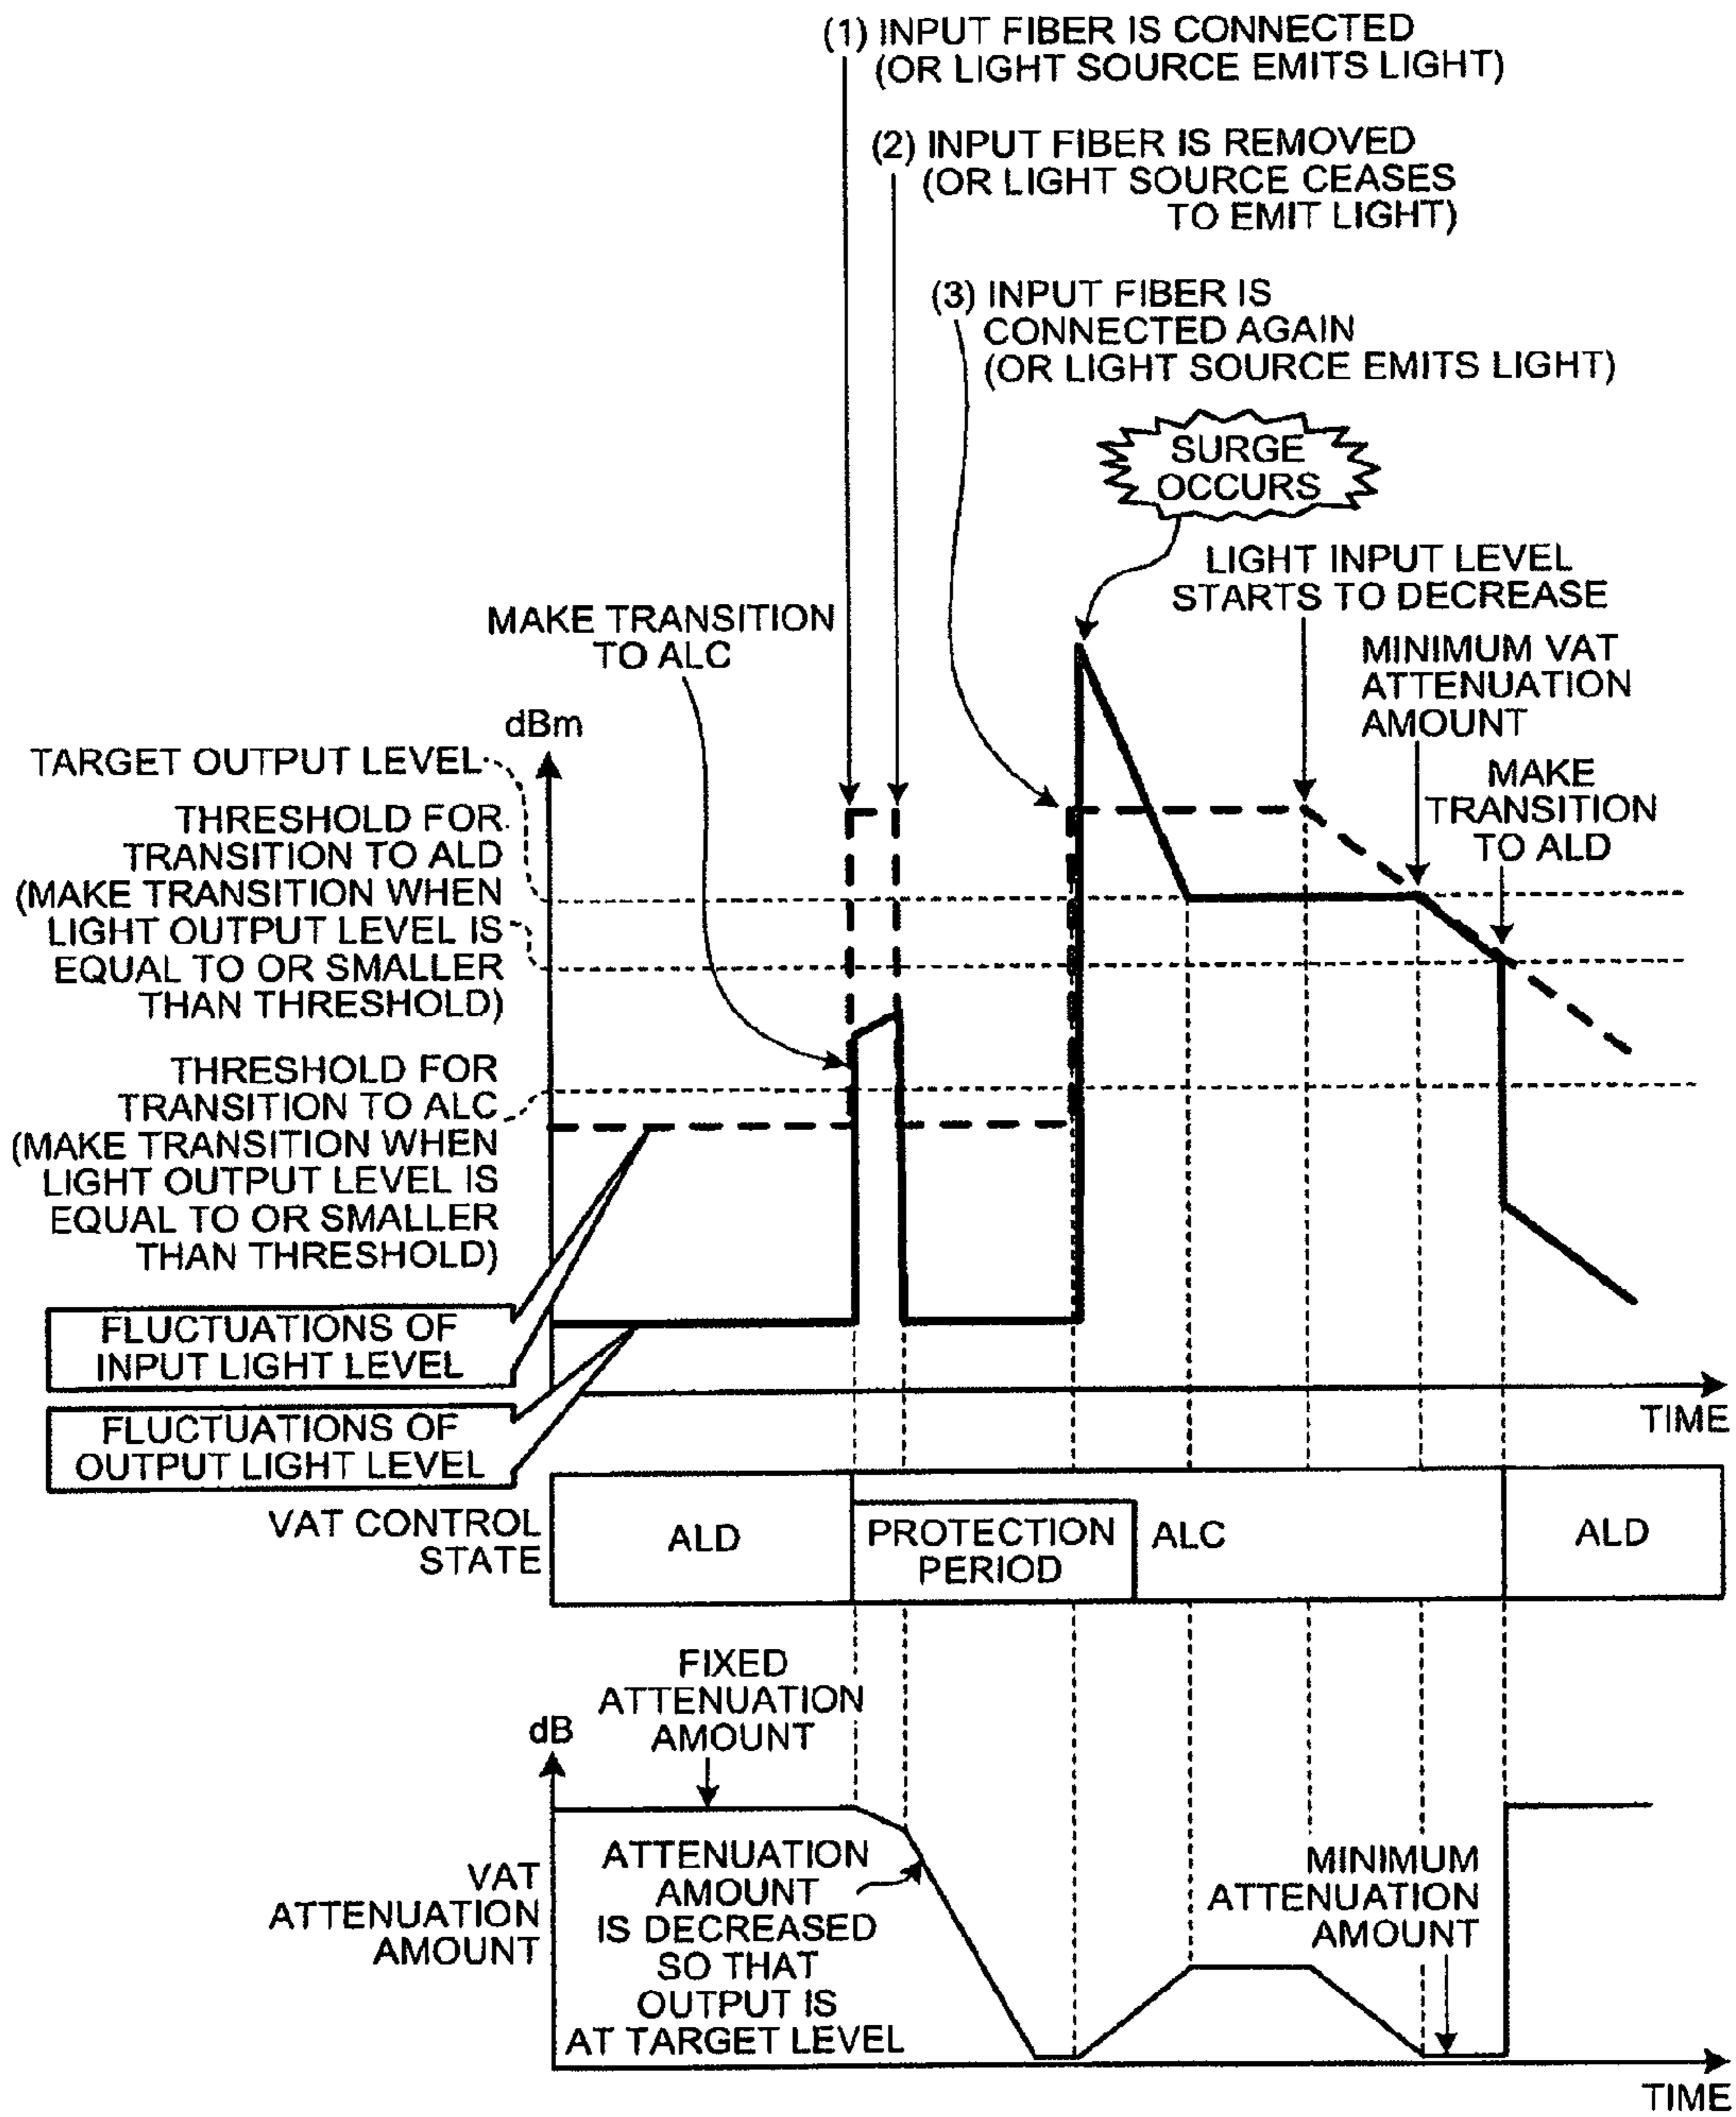 (1) INPUT FIBER IS CONNECTED
(OR LIGHT SOURCE EMITS LIGHT)
(2) INPUT FIBER IS REMOVED
(OR LIGHT SOURCE CEASES
TO EMIT LIGHT)
(3) INPUT FIBER IS
CONNECTED AGAIN
(OR LIGHT SOURCE EMITS LIGHT)
SURGE
OCCURS
LIGHT INPUT LEVEL
STARTS TO DECREASE
MAKE TRANSITION
TO ALC
MINIMUM VAT
ATTENUATION
AMOUNT
MAKE
TRANSITION
TO ALD
dBm
TARGET OUTPUT LEVEL
THRESHOLD FOR
TRANSITION TO ALD
(MAKE TRANSITION WHEN
LIGHT OUTPUT LEVEL IS
EQUAL TO OR SMALLER
THAN THRESHOLD)
THRESHOLD FOR
TRANSITION TO ALC
(MAKE TRANSITION WHEN
LIGHT OUTPUT LEVEL IS
EQUAL TO OR SMALLER
THAN THRESHOLD)
FLUCTUATIONS OF
INPUT LIGHT LEVEL
FLUCTUATIONS OF
OUTPUT LIGHT LEVEL
TIME
VAT CONTROL
STATE
ALD
PROTECTION
PERIOD
ALC
ALD
FIXED
ATTENUATION
AMOUNT
dB
VAT
ATTENUATION
AMOUNT
ATTENUATION
AMOUNT
IS DECREASED
SO THAT
OUTPUT IS
AT TARGET LEVEL
MINIMUM
ATTENUATION
AMOUNT
TIME